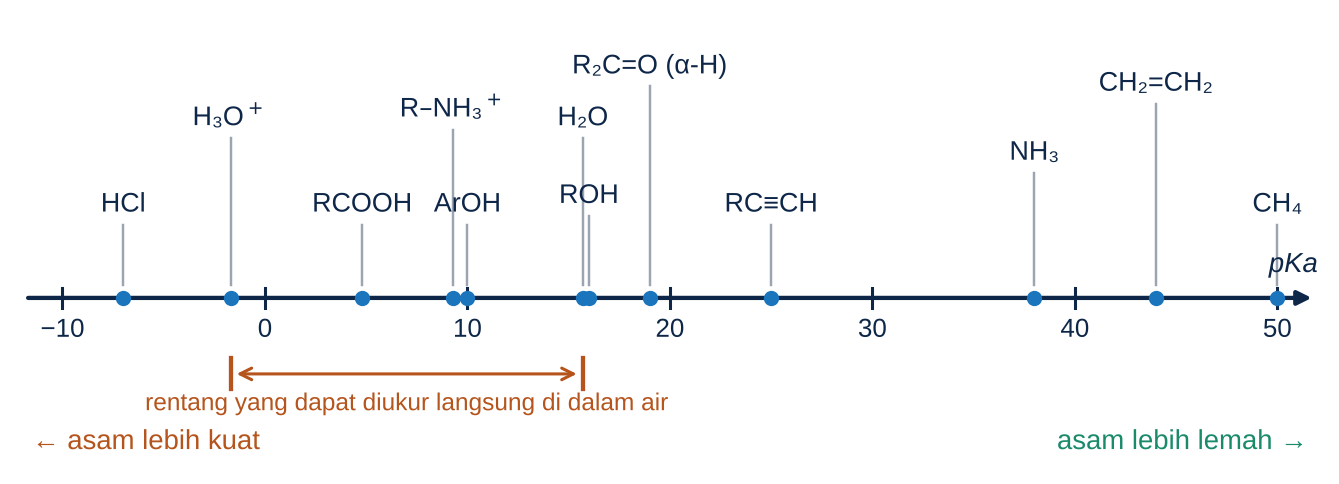 R₂C=O (α-H)
CH₂=CH₂
R–NH₃⁺
H₃O⁺
H₂O
NH₃
ROH
HCl
RCOOH
ArOH
RC≡CH
CH₄
pKa
−10
0
10
20
30
40
50
rentang yang dapat diukur langsung di dalam air
← asam lebih kuat
asam lebih lemah →